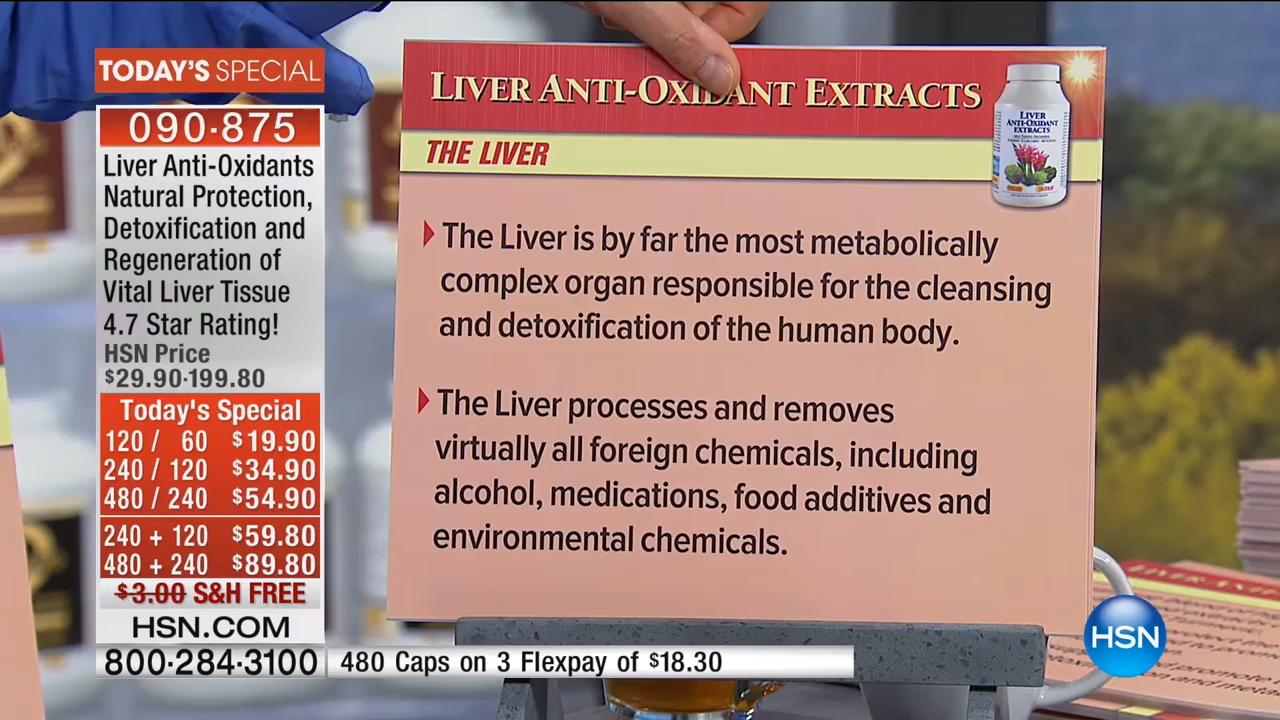 TODAY'S SPECIAL
090-875
Liver Anti-Oxidants
Natural Protection,
Detoxification and
Regeneration of
Vital Liver Tissue
4.7 Star Rating!
HSN Price
$29.90-199.80
Today's Special
120 / 60 $19.90
240 / 120 $34.90
480 / 240 $54.90
240 + 120 $59.80
480 + 240 $89.80
$3.00 S&H FREE
HSN.COM
800-284-3100
480 Caps on 3 Flexpay of $18.30
LIVER ANTI-OXIDANT EXTRACTS
THE LIVER
The Liver is by far the most metabolically
complex organ responsible for the cleansing
and detoxification of the human body.
The Liver processes and removes
virtually all foreign chemicals, including
alcohol, medications, food additives and
environmental chemicals.
LIVER
ANTI-OXIDANT
EXTRACTS
HSN